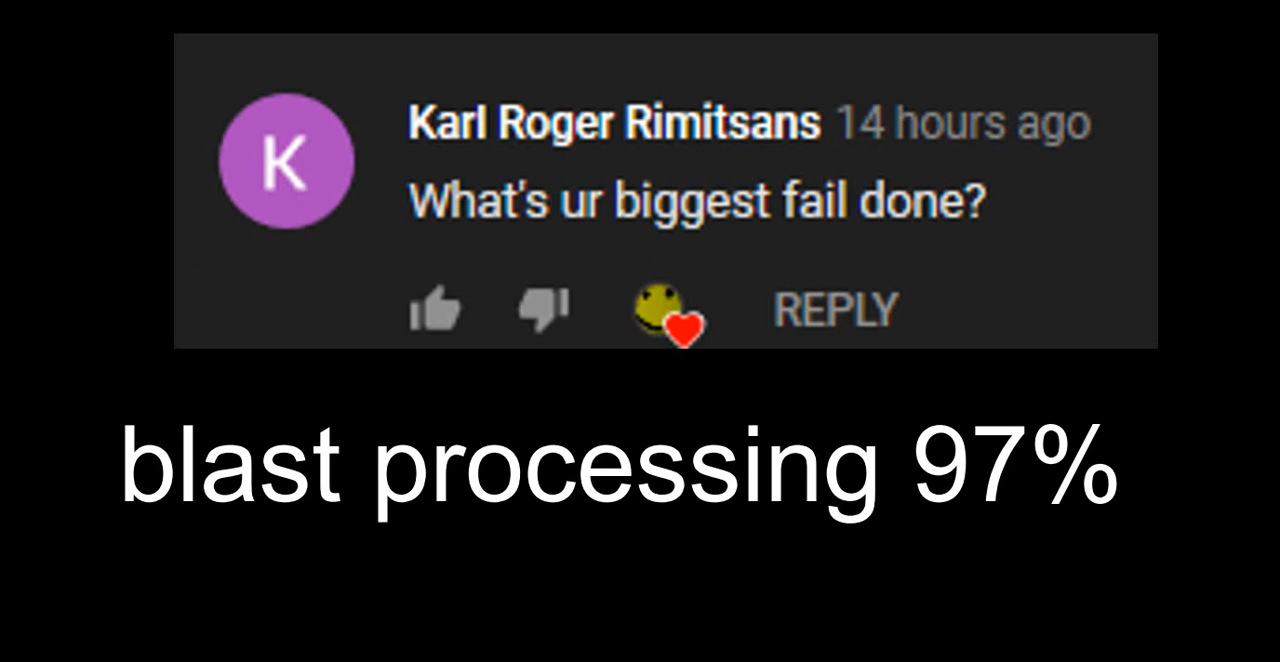 K
Karl Roger Rimitsans 14 hours ago
What's ur biggest fail done?
REPLY
blast processing 97%